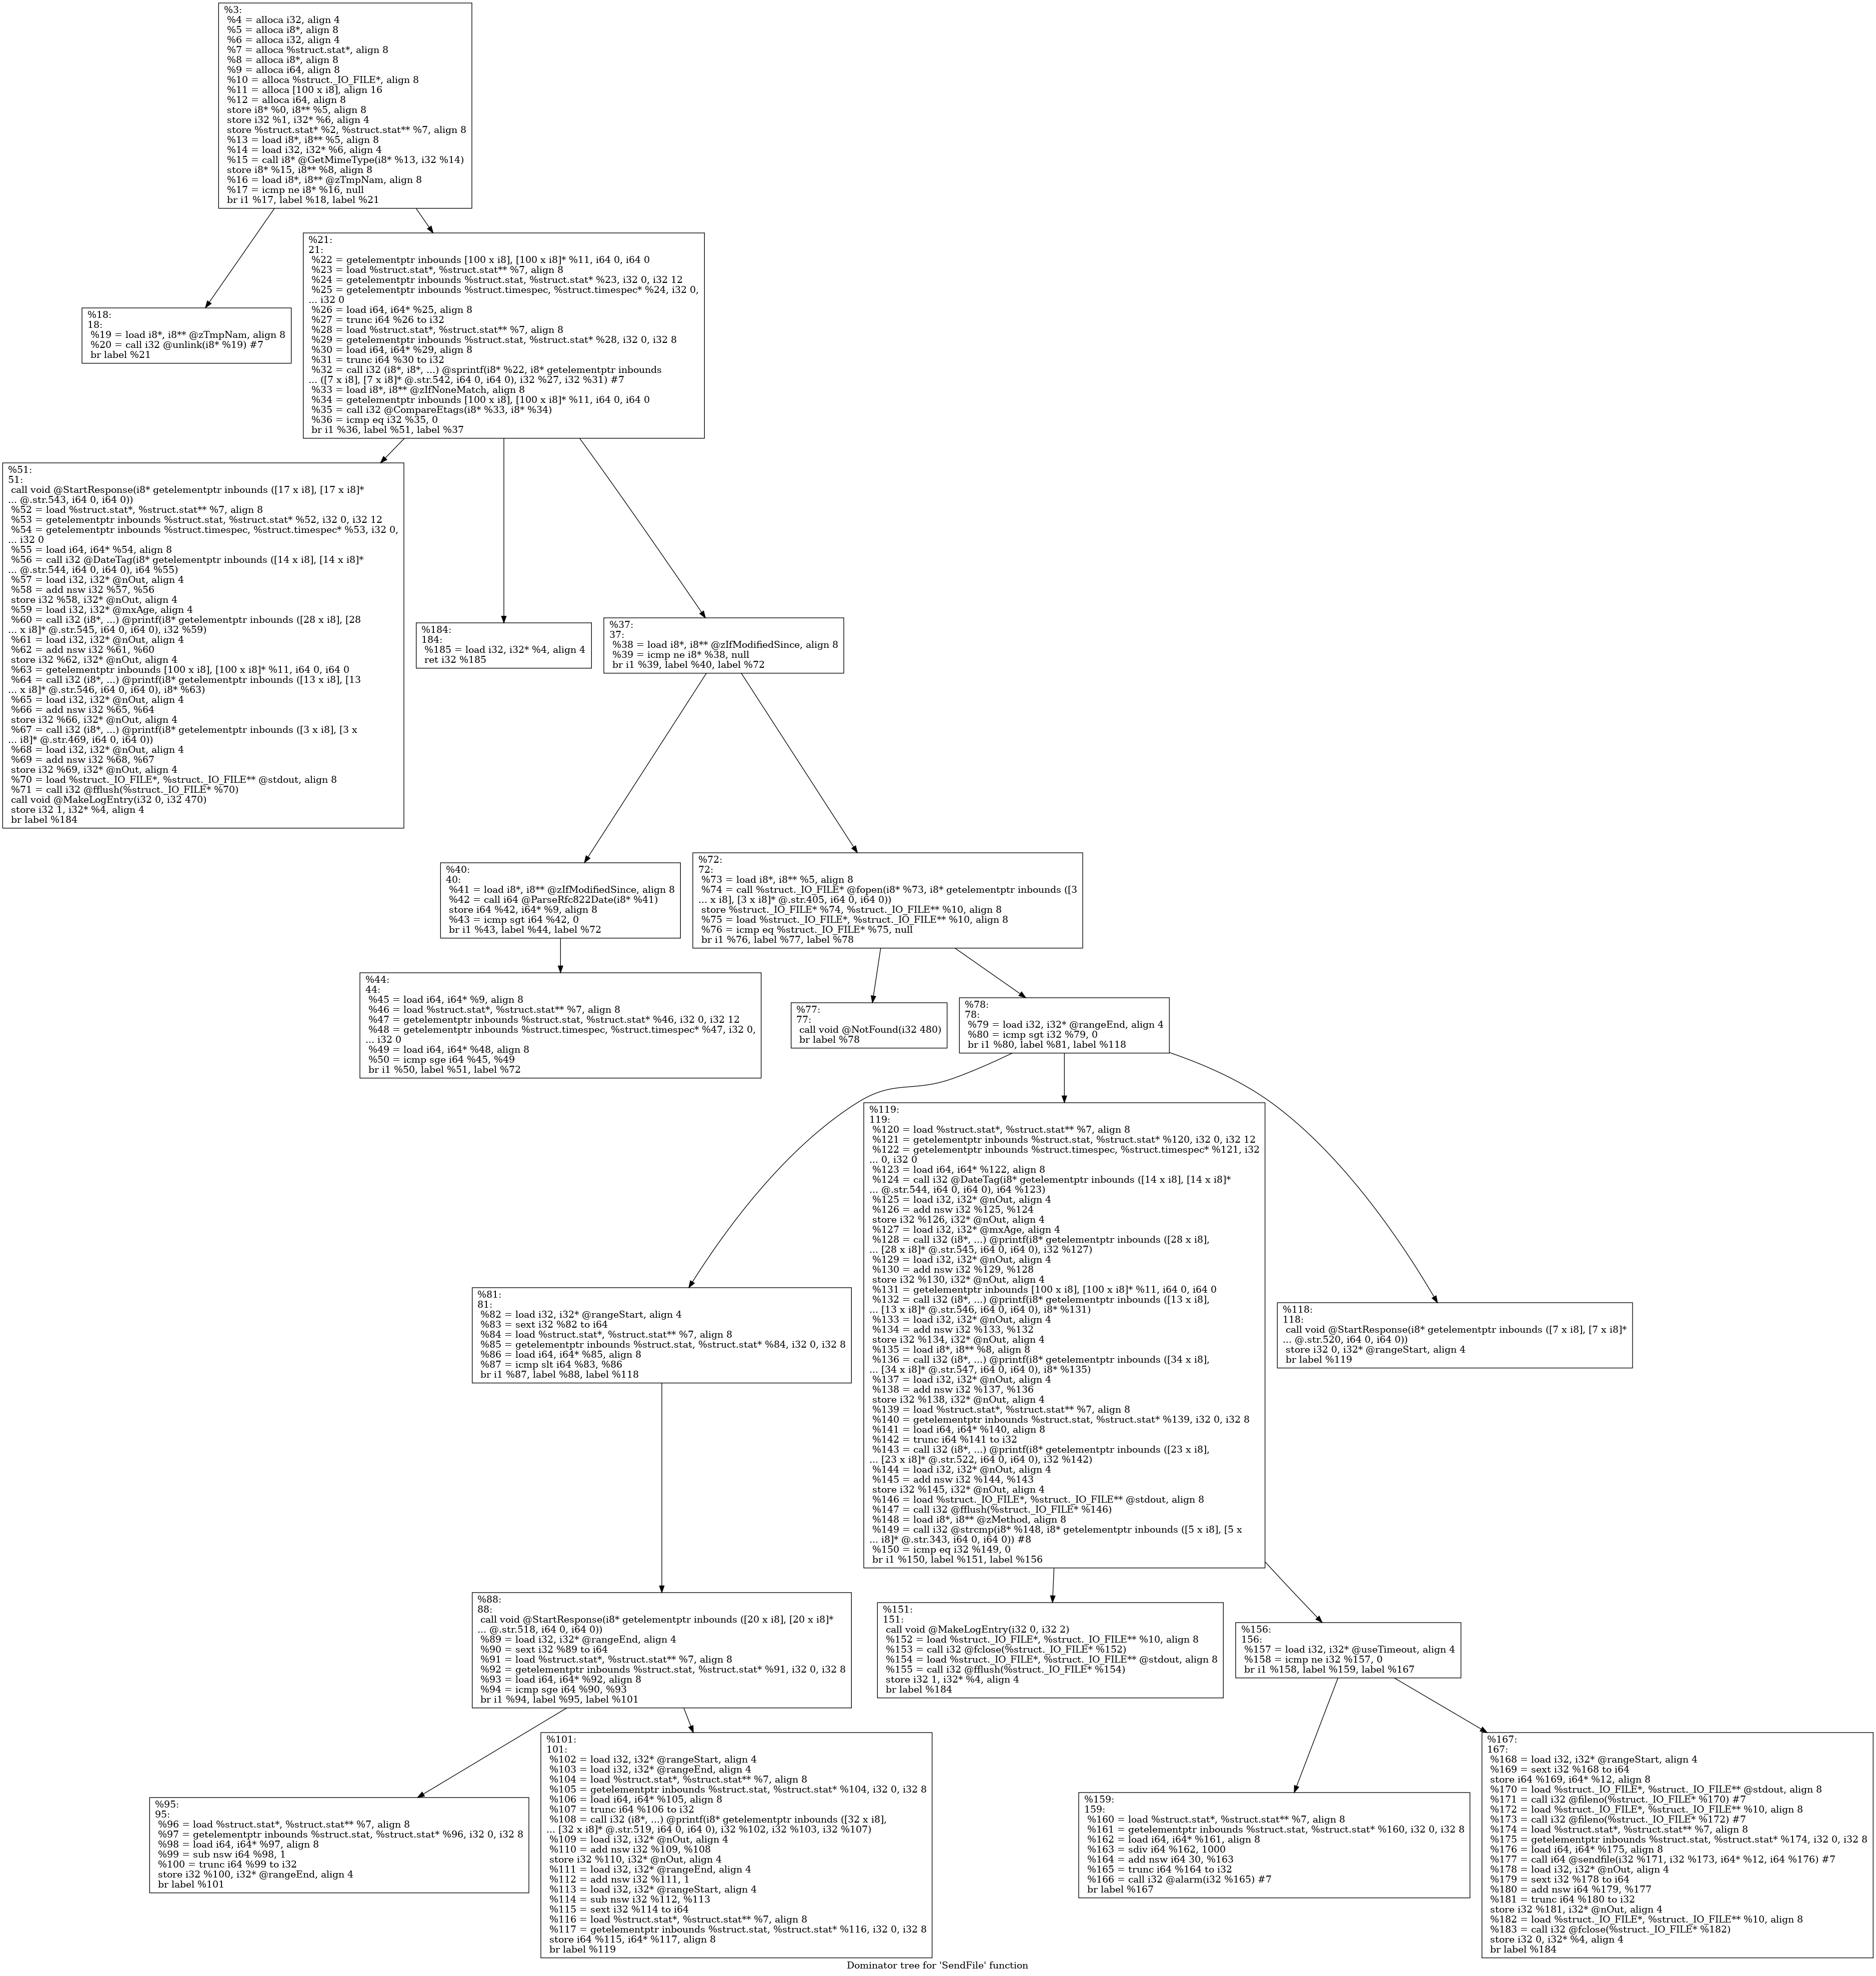 %3:
%4 = alloca i32, align 4
%5 = alloca i8*, align 8
%6 = alloca i32, align 4
%7 = alloca %struct.stat*, align 8
%8 = alloca i8*, align 8
%9 = alloca i64, align 8
%10 = alloca %struct._IO_FILE*, align 8
%11 = alloca [100 x i8], align 16
%12 = alloca i64, align 8
store i8* %0, i8** %5, align 8
store i32 %1, i32* %6, align 4
store %struct.stat* %2, %struct.stat** %7, align 8
%13 = load i8*, i8** %5, align 8
%14 = load i32, i32* %6, align 4
%15 = call i8* @GetMimeType(i8* %13, i32 %14)
store i8* %15, i8** %8, align 8
%16 = load i8*, i8** @zTmpNam, align 8
%17 = icmp ne i8* %16, null
br i1 %17, label %18, label %21
%21:
21:
%22 = getelementptr inbounds [100 x i8], [100 x i8]* %11, i64 0, i64 0
%23 = load %struct.stat*, %struct.stat** %7, align 8
%24 = getelementptr inbounds %struct.stat, %struct.stat* %23, i32 0, i32 12
%25 = getelementptr inbounds %struct.timespec, %struct.timespec* %24, i32 0,
... i32 0
%26 = load i64, i64* %25, align 8
%27 = trunc i64 %26 to i32
%28 = load %struct.stat*, %struct.stat** %7, align 8
%29 = getelementptr inbounds %struct.stat, %struct.stat* %28, i32 0, i32 8
%30 = load i64, i64* %29, align 8
%31 = trunc i64 %30 to i32
%32 = call i32 (i8*, i8*, ...) @sprintf(i8* %22, i8* getelementptr inbounds
... ([7 x i8], [7 x i8]* @.str.542, i64 0, i64 0), i32 %27, i32 %31) #7
%33 = load i8*, i8** @zIfNoneMatch, align 8
%34 = getelementptr inbounds [100 x i8], [100 x i8]* %11, i64 0, i64 0
%35 = call i32 @CompareEtags(i8* %33, i8* %34)
%36 = icmp eq i32 %35, 0
br i1 %36, label %51, label %37
%18:
18:
%19 = load i8*, i8** @zTmpNam, align 8
%20 = call i32 @unlink(i8* %19) #7
br label %21
%51:
51:
call void @StartResponse(i8* getelementptr inbounds ([17 x i8], [17 x i8]*
... @.str.543, i64 0, i64 0))
%52 = load %struct.stat*, %struct.stat** %7, align 8
%53 = getelementptr inbounds %struct.stat, %struct.stat* %52, i32 0, i32 12
%54 = getelementptr inbounds %struct.timespec, %struct.timespec* %53, i32 0,
... i32 0
%55 = load i64, i64* %54, align 8
%56 = call i32 @DateTag(i8* getelementptr inbounds ([14 x i8], [14 x i8]*
... @.str.544, i64 0, i64 0), i64 %55)
%57 = load i32, i32* @nOut, align 4
%58 = add nsw i32 %57, %56
store i32 %58, i32* @nOut, align 4
%59 = load i32, i32* @mxAge, align 4
%60 = call i32 (i8*, ...) @printf(i8* getelementptr inbounds ([28 x i8], [28
... x i8]* @.str.545, i64 0, i64 0), i32 %59)
%61 = load i32, i32* @nOut, align 4
%62 = add nsw i32 %61, %60
store i32 %62, i32* @nOut, align 4
%63 = getelementptr inbounds [100 x i8], [100 x i8]* %11, i64 0, i64 0
%64 = call i32 (i8*, ...) @printf(i8* getelementptr inbounds ([13 x i8], [13
... x i8]* @.str.546, i64 0, i64 0), i8* %63)
%65 = load i32, i32* @nOut, align 4
%66 = add nsw i32 %65, %64
store i32 %66, i32* @nOut, align 4
%67 = call i32 (i8*, ...) @printf(i8* getelementptr inbounds ([3 x i8], [3 x
... i8]* @.str.469, i64 0, i64 0))
%68 = load i32, i32* @nOut, align 4
%69 = add nsw i32 %68, %67
store i32 %69, i32* @nOut, align 4
%70 = load %struct._IO_FILE*, %struct._IO_FILE** @stdout, align 8
%71 = call i32 @fflush(%struct._IO_FILE* %70)
call void @MakeLogEntry(i32 0, i32 470)
store i32 1, i32* %4, align 4
br label %184
%184:
184:
%185 = load i32, i32* %4, align 4
ret i32 %185
%37:
37:
%38 = load i8*, i8** @zIfModifiedSince, align 8
%39 = icmp ne i8* %38, null
br i1 %39, label %40, label %72
%40:
40:
%41 = load i8*, i8** @zIfModifiedSince, align 8
%42 = call i64 @ParseRfc822Date(i8* %41)
store i64 %42, i64* %9, align 8
%43 = icmp sgt i64 %42, 0
br i1 %43, label %44, label %72
%72:
72:
%73 = load i8*, i8** %5, align 8
%74 = call %struct._IO_FILE* @fopen(i8* %73, i8* getelementptr inbounds ([3
... x i8], [3 x i8]* @.str.405, i64 0, i64 0))
store %struct._IO_FILE* %74, %struct._IO_FILE** %10, align 8
%75 = load %struct._IO_FILE*, %struct._IO_FILE** %10, align 8
%76 = icmp eq %struct._IO_FILE* %75, null
br i1 %76, label %77, label %78
%44:
44:
%45 = load i64, i64* %9, align 8
%46 = load %struct.stat*, %struct.stat** %7, align 8
%47 = getelementptr inbounds %struct.stat, %struct.stat* %46, i32 0, i32 12
%48 = getelementptr inbounds %struct.timespec, %struct.timespec* %47, i32 0,
... i32 0
%49 = load i64, i64* %48, align 8
%50 = icmp sge i64 %45, %49
br i1 %50, label %51, label %72
%77:
77:
call void @NotFound(i32 480)
br label %78
%78:
78:
%79 = load i32, i32* @rangeEnd, align 4
%80 = icmp sgt i32 %79, 0
br i1 %80, label %81, label %118
%119:
119:
%120 = load %struct.stat*, %struct.stat** %7, align 8
%121 = getelementptr inbounds %struct.stat, %struct.stat* %120, i32 0, i32 12
%122 = getelementptr inbounds %struct.timespec, %struct.timespec* %121, i32
... 0, i32 0
%123 = load i64, i64* %122, align 8
%124 = call i32 @DateTag(i8* getelementptr inbounds ([14 x i8], [14 x i8]*
... @.str.544, i64 0, i64 0), i64 %123)
%125 = load i32, i32* @nOut, align 4
%126 = add nsw i32 %125, %124
store i32 %126, i32* @nOut, align 4
%127 = load i32, i32* @mxAge, align 4
%128 = call i32 (i8*, ...) @printf(i8* getelementptr inbounds ([28 x i8],
... [28 x i8]* @.str.545, i64 0, i64 0), i32 %127)
%129 = load i32, i32* @nOut, align 4
%130 = add nsw i32 %129, %128
store i32 %130, i32* @nOut, align 4
%131 = getelementptr inbounds [100 x i8], [100 x i8]* %11, i64 0, i64 0
%132 = call i32 (i8*, ...) @printf(i8* getelementptr inbounds ([13 x i8],
... [13 x i8]* @.str.546, i64 0, i64 0), i8* %131)
%133 = load i32, i32* @nOut, align 4
%134 = add nsw i32 %133, %132
store i32 %134, i32* @nOut, align 4
%135 = load i8*, i8** %8, align 8
%136 = call i32 (i8*, ...) @printf(i8* getelementptr inbounds ([34 x i8],
... [34 x i8]* @.str.547, i64 0, i64 0), i8* %135)
%137 = load i32, i32* @nOut, align 4
%138 = add nsw i32 %137, %136
store i32 %138, i32* @nOut, align 4
%139 = load %struct.stat*, %struct.stat** %7, align 8
%140 = getelementptr inbounds %struct.stat, %struct.stat* %139, i32 0, i32 8
%141 = load i64, i64* %140, align 8
%142 = trunc i64 %141 to i32
%143 = call i32 (i8*, ...) @printf(i8* getelementptr inbounds ([23 x i8],
... [23 x i8]* @.str.522, i64 0, i64 0), i32 %142)
%144 = load i32, i32* @nOut, align 4
%145 = add nsw i32 %144, %143
store i32 %145, i32* @nOut, align 4
%146 = load %struct._IO_FILE*, %struct._IO_FILE** @stdout, align 8
%147 = call i32 @fflush(%struct._IO_FILE* %146)
%148 = load i8*, i8** @zMethod, align 8
%149 = call i32 @strcmp(i8* %148, i8* getelementptr inbounds ([5 x i8], [5 x
... i8]* @.str.343, i64 0, i64 0)) #8
%150 = icmp eq i32 %149, 0
br i1 %150, label %151, label %156
%81:
81:
%82 = load i32, i32* @rangeStart, align 4
%83 = sext i32 %82 to i64
%84 = load %struct.stat*, %struct.stat** %7, align 8
%85 = getelementptr inbounds %struct.stat, %struct.stat* %84, i32 0, i32 8
%86 = load i64, i64* %85, align 8
%87 = icmp slt i64 %83, %86
br i1 %87, label %88, label %118
%118:
118:
call void @StartResponse(i8* getelementptr inbounds ([7 x i8], [7 x i8]*
... @.str.520, i64 0, i64 0))
store i32 0, i32* @rangeStart, align 4
br label %119
%88:
88:
call void @StartResponse(i8* getelementptr inbounds ([20 x i8], [20 x i8]*
... @.str.518, i64 0, i64 0))
%89 = load i32, i32* @rangeEnd, align 4
%90 = sext i32 %89 to i64
%91 = load %struct.stat*, %struct.stat** %7, align 8
%92 = getelementptr inbounds %struct.stat, %struct.stat* %91, i32 0, i32 8
%93 = load i64, i64* %92, align 8
%94 = icmp sge i64 %90, %93
br i1 %94, label %95, label %101
%151:
151:
call void @MakeLogEntry(i32 0, i32 2)
%152 = load %struct._IO_FILE*, %struct._IO_FILE** %10, align 8
%153 = call i32 @fclose(%struct._IO_FILE* %152)
%154 = load %struct._IO_FILE*, %struct._IO_FILE** @stdout, align 8
%155 = call i32 @fflush(%struct._IO_FILE* %154)
store i32 1, i32* %4, align 4
br label %184
%156:
156:
%157 = load i32, i32* @useTimeout, align 4
%158 = icmp ne i32 %157, 0
br i1 %158, label %159, label %167
%95:
95:
%96 = load %struct.stat*, %struct.stat** %7, align 8
%97 = getelementptr inbounds %struct.stat, %struct.stat* %96, i32 0, i32 8
%98 = load i64, i64* %97, align 8
%99 = sub nsw i64 %98, 1
%100 = trunc i64 %99 to i32
store i32 %100, i32* @rangeEnd, align 4
br label %101
%101:
101:
%102 = load i32, i32* @rangeStart, align 4
%103 = load i32, i32* @rangeEnd, align 4
%104 = load %struct.stat*, %struct.stat** %7, align 8
%105 = getelementptr inbounds %struct.stat, %struct.stat* %104, i32 0, i32 8
%106 = load i64, i64* %105, align 8
%107 = trunc i64 %106 to i32
%108 = call i32 (i8*, ...) @printf(i8* getelementptr inbounds ([32 x i8],
... [32 x i8]* @.str.519, i64 0, i64 0), i32 %102, i32 %103, i32 %107)
%109 = load i32, i32* @nOut, align 4
%110 = add nsw i32 %109, %108
store i32 %110, i32* @nOut, align 4
%111 = load i32, i32* @rangeEnd, align 4
%112 = add nsw i32 %111, 1
%113 = load i32, i32* @rangeStart, align 4
%114 = sub nsw i32 %112, %113
%115 = sext i32 %114 to i64
%116 = load %struct.stat*, %struct.stat** %7, align 8
%117 = getelementptr inbounds %struct.stat, %struct.stat* %116, i32 0, i32 8
store i64 %115, i64* %117, align 8
br label %119
%159:
159:
%160 = load %struct.stat*, %struct.stat** %7, align 8
%161 = getelementptr inbounds %struct.stat, %struct.stat* %160, i32 0, i32 8
%162 = load i64, i64* %161, align 8
%163 = sdiv i64 %162, 1000
%164 = add nsw i64 30, %163
%165 = trunc i64 %164 to i32
%166 = call i32 @alarm(i32 %165) #7
br label %167
%167:
167:
%168 = load i32, i32* @rangeStart, align 4
%169 = sext i32 %168 to i64
store i64 %169, i64* %12, align 8
%170 = load %struct._IO_FILE*, %struct._IO_FILE** @stdout, align 8
%171 = call i32 @fileno(%struct._IO_FILE* %170) #7
%172 = load %struct._IO_FILE*, %struct._IO_FILE** %10, align 8
%173 = call i32 @fileno(%struct._IO_FILE* %172) #7
%174 = load %struct.stat*, %struct.stat** %7, align 8
%175 = getelementptr inbounds %struct.stat, %struct.stat* %174, i32 0, i32 8
%176 = load i64, i64* %175, align 8
%177 = call i64 @sendfile(i32 %171, i32 %173, i64* %12, i64 %176) #7
%178 = load i32, i32* @nOut, align 4
%179 = sext i32 %178 to i64
%180 = add nsw i64 %179, %177
%181 = trunc i64 %180 to i32
store i32 %181, i32* @nOut, align 4
%182 = load %struct._IO_FILE*, %struct._IO_FILE** %10, align 8
%183 = call i32 @fclose(%struct._IO_FILE* %182)
store i32 0, i32* %4, align 4
br label %184
Dominator tree for 'SendFile' function